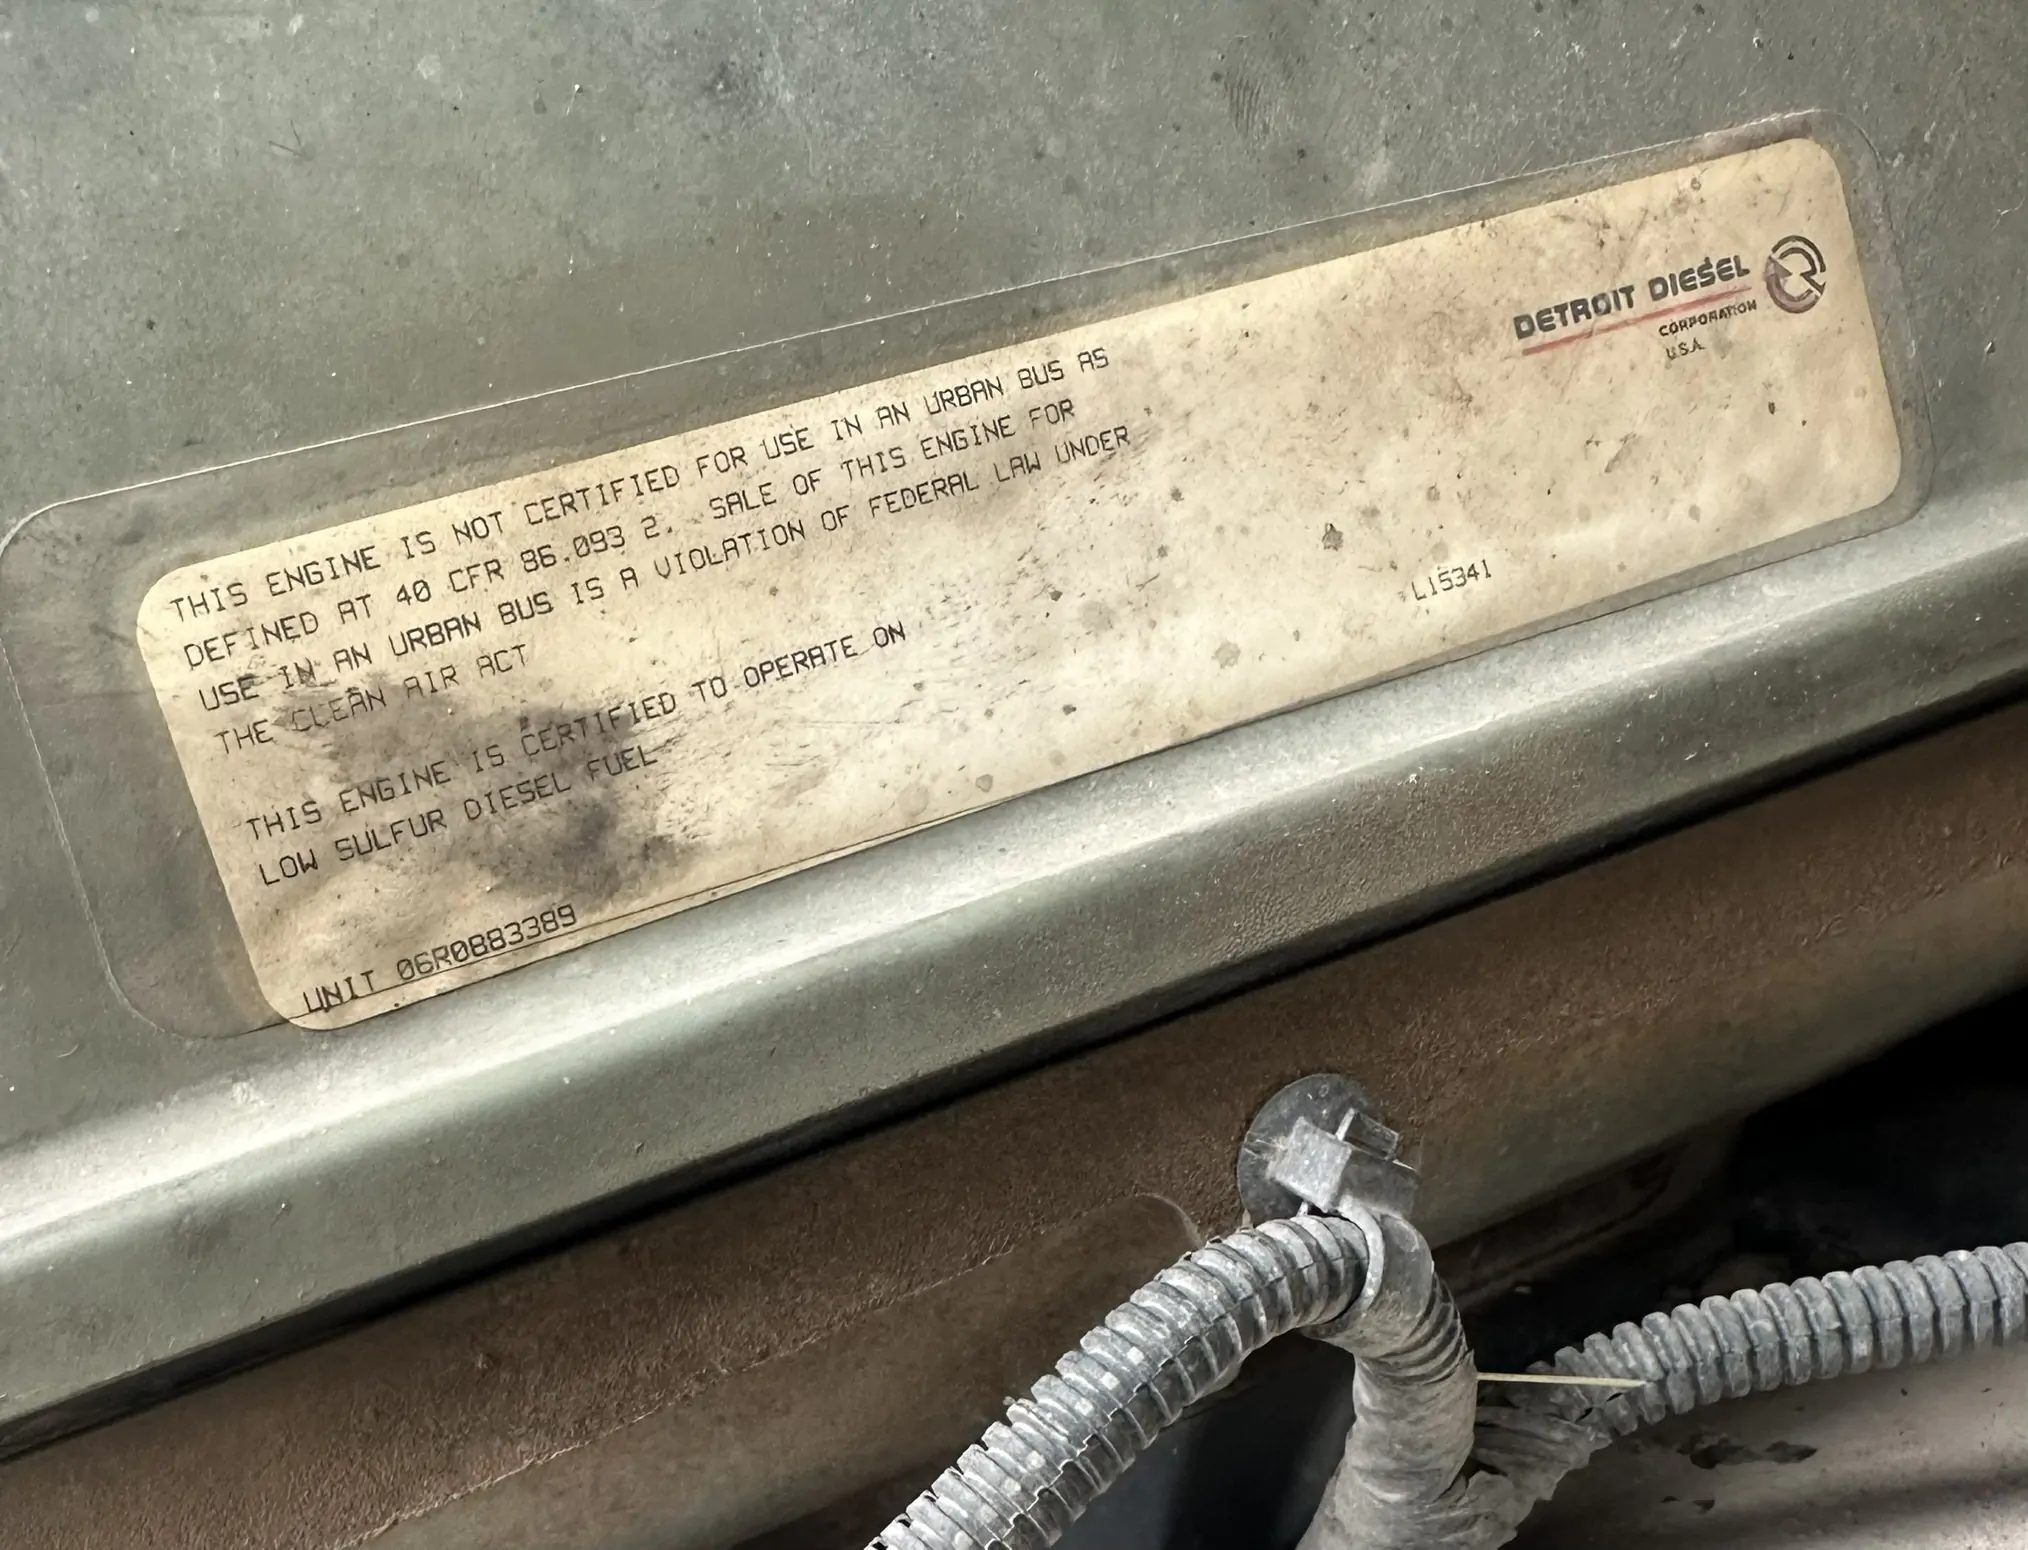 DETROIT DIESEL
CORPORATION
U.S.A.
THIS ENGINE IS NOT CERTIFIED FOR USE IN AN URBAN BUS AS
DEFINED AT 40 CFR 86.093 2. SALE OF THIS ENGINE FOR
USE IN AN URBAN BUS IS A VIOLATION OF FEDERAL LAW UNDER
THE CLEAN AIR ACT
THIS ENGINE IS CERTIFIED TO OPERATE ON
LOW SULFUR DIESEL FUEL
L15341
UNIT 06R0883389